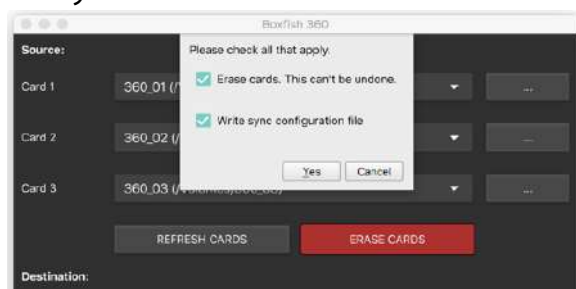 Boxfish 360
Source:
Please check all that apply.
Erase cards. This can't be undone.
Card 1
360_01 (/
...
Write sync configuration file
Card 2
360_02 (/
...
Yes
Cancel
Card 3
360_03 (/
...
REFRESH CARDS
ERASE CARDS
Destination: